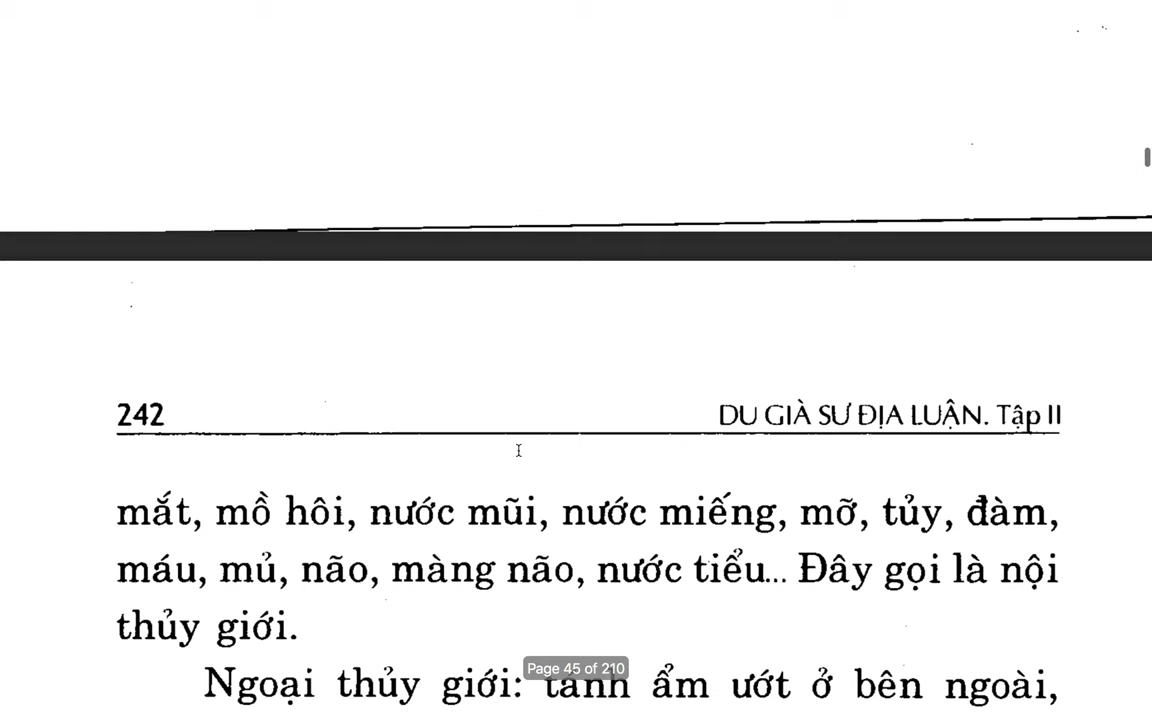 242 DU GIÀ SƯ ĐỊA LUẬN. Tập II
mắt, mồ hôi, nước mũi, nước miếng, mỡ, tủy, đàm,
máu, mủ, não, màng não, nước tiểu... Đây gọi là nội
thủy giới.
Ngoại thủy giới: tánh ẩm ướt ở bên ngoài,
Page 45 of 210